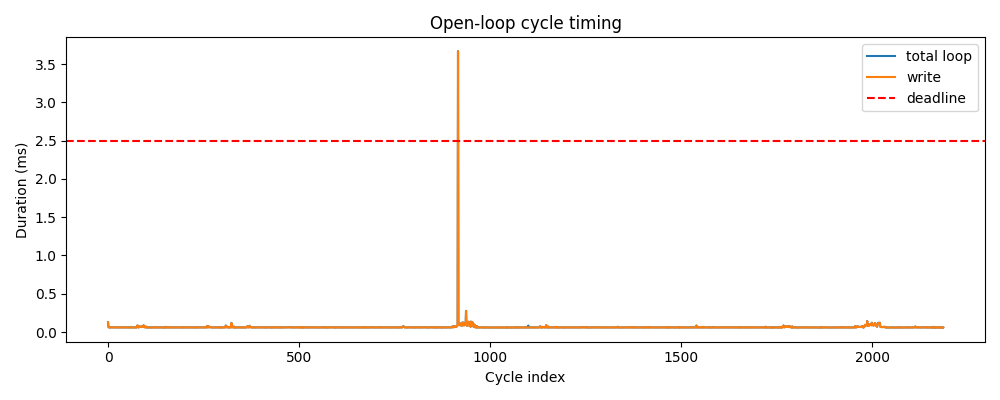 Open-loop cycle timing
total loop
write
deadline
Duration (ms)
3.5
3.0
2.5
2.0
1.5
1.0
0.5
0.0
0 500 1000 1500 2000
Cycle index